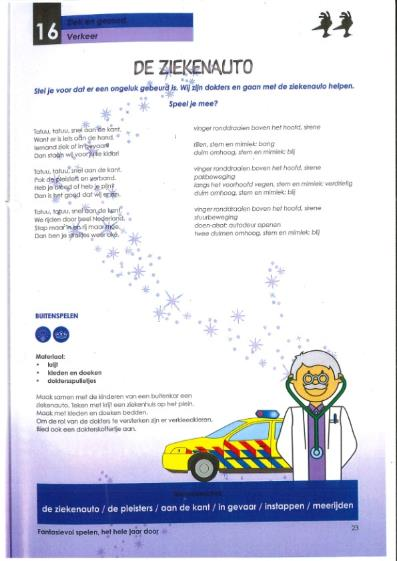 16
Ziek en gezond
Verkeer
DE ZIEKENAUTO
Stel je voor dat er een ongeluk gebeurd is. Wij zijn dokters en gaan met de ziekenauto helpen.
Speel je mee?
Tatuu, tatuu, snel aan de kant.
Want er is iets aan de hand.
Iemand ziek of in gevaar?
Dan staan wij voor jullie klaar!
vinger ronddraaien boven het hoofd, sirene
rillen, stem en mimiek: bang
duim omhoog, stem en mimiek: blij
Tatuu, tatuu, snel aan de kant.
Pak de pleisters en verband.
Heb je bloed of heb je pijn?
Dan is het goed dat wij er zijn.
vinger ronddraaien boven het hoofd, sirene
pakbeweging
langs het voorhoofd vegen, stem en mimiek: verdrietig
duim omhoog, stem en mimiek: blij
Tatuu, tatuu, snel aan de kant.
We rijden door heel Nederland.
Stap maar in en rij maar mee.
Dan ben je straks weer oké.
vinger ronddraaien boven het hoofd, sirene
stuurbeweging
doen-alsof: autodeur openen
twee duimen omhoog, stem en mimiek: blij
BUITENSPELEN
Materiaal:
• krijt
• kleden en doeken
• doktersspulletjes
Maak samen met de kinderen van een buitenkar een
ziekenauto. Teken met krijt een ziekenhuis op het plein.
Maak met kleden en doeken bedden.
Om de rol van de dokters te versterken zijn er verkleedkleren.
Bied ook een dokterskoffertje aan.
de ziekenauto / de pleisters / aan de kant / in gevaar / instappen / meerijden
Fantasievol spelen, het hele jaar door
23